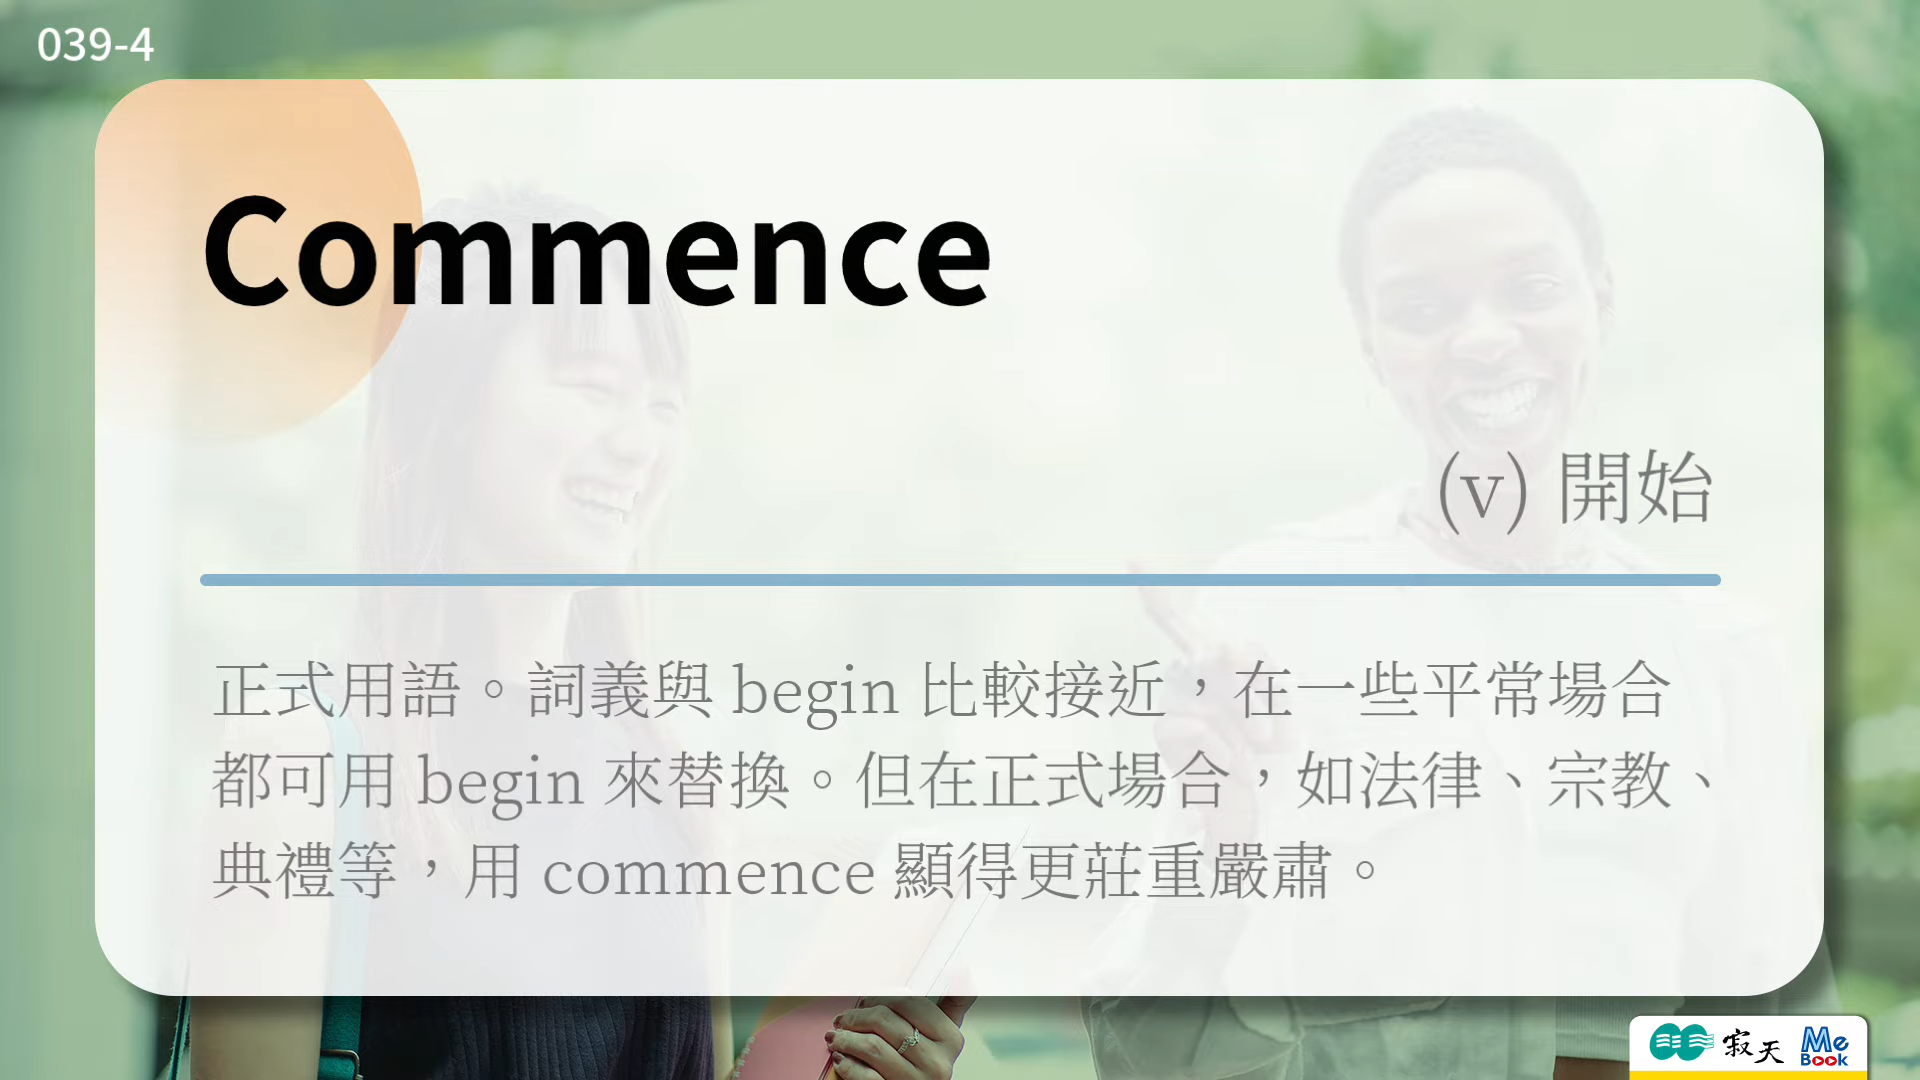 039-4
Commence
(v) 開始
正式用語。詞義與 begin 比較接近，在一些平常場合
都可用 begin 來替換。但在正式場合，如法律、宗教、
典禮等，用 commence 顯得更莊重嚴肅。
寂天
Me
Book